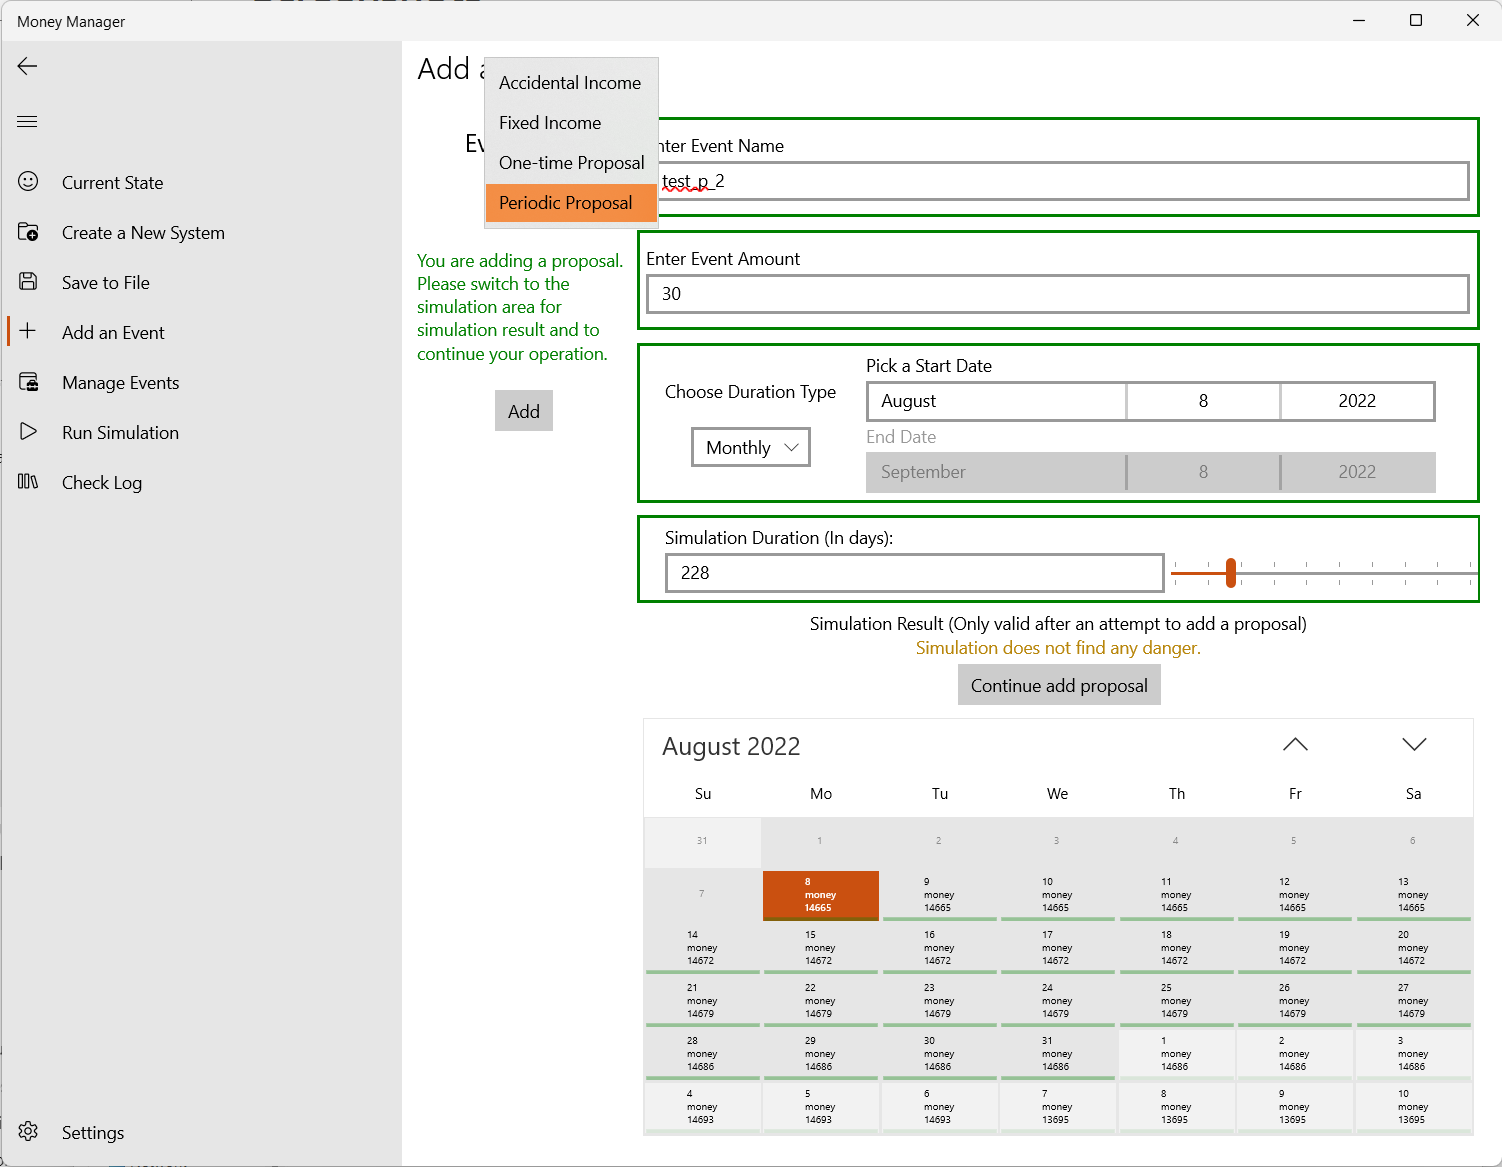 Money Manager
Add
Ev
Accidental Income
Fixed Income
One-time Proposal
Periodic Proposal
Current State
Create a New System
Save to File
Add an Event
Manage Events
Run Simulation
Check Log
Settings
You are adding a proposal.
Please switch to the
simulation area for
simulation result and to
continue your operation.
Add
nter Event Name
test_p_2
Enter Event Amount
30
Choose Duration Type
Monthly
Pick a Start Date
August 8 2022
End Date
September 8 2022
Simulation Duration (In days):
228
Simulation Result (Only valid after an attempt to add a proposal)
Simulation does not find any danger.
Continue add proposal
August 2022
Su Mo Tu We Th Fr Sa
31 1 2 3 4 5 6
7 8 9 10 11 12 13
money money money money money money
14665 14665 14665 14665 14665 14665
14 15 16 17 18 19 20
money money money money money money money
14672 14672 14672 14672 14672 14672 14672
21 22 23 24 25 26 27
money money money money money money money
14679 14679 14679 14679 14679 14679 14679
28 29 30 31 1 2 3
money money money money money money money
14686 14686 14686 14686 14686 14686 14686
4 5 6 7 8 9 10
money money money money money money money
14693 14693 14693 13695 13695 13695 13695